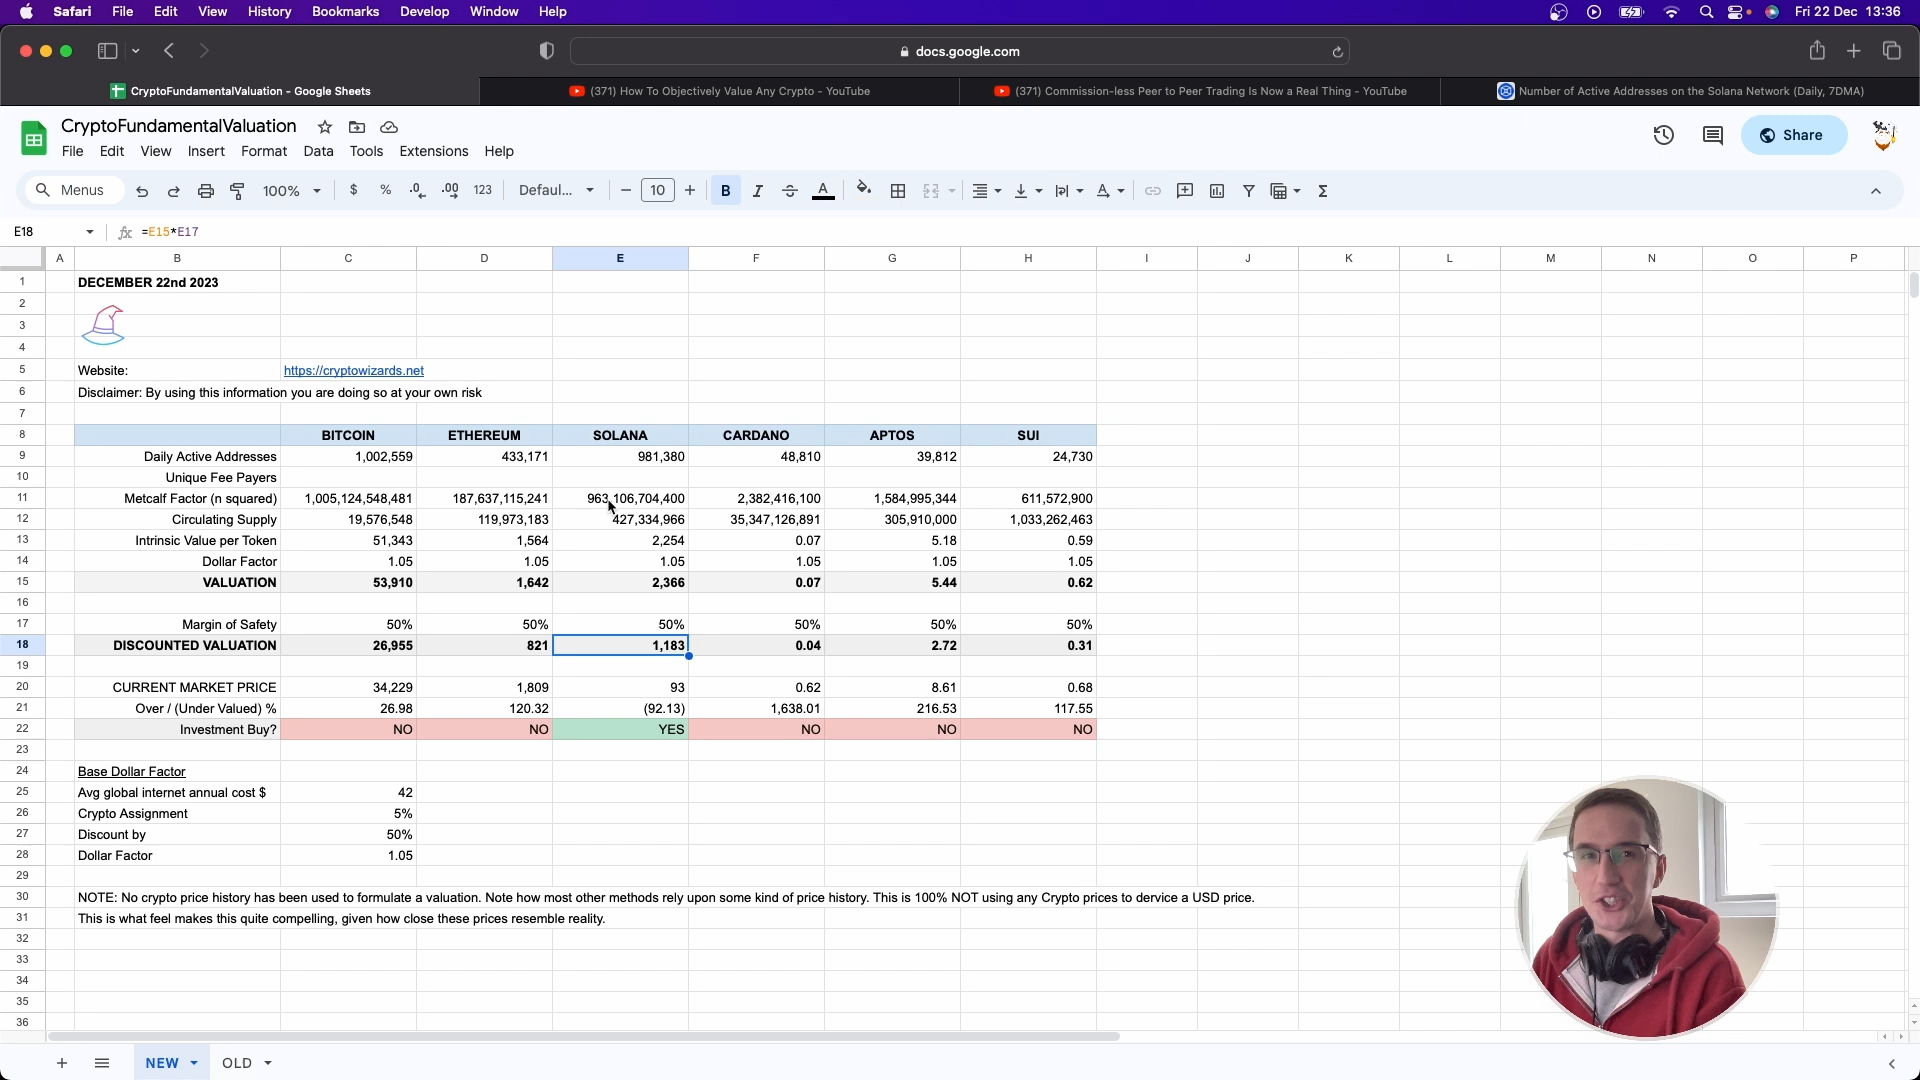 Safari File Edit View History Bookmarks Develop Window Help Fri 22 Dec 13:36
docs.google.com
CryptoFundamentalValuation - Google Sheets (371) How To Objectively Value Any Crypto - YouTube (371) Commission-less Peer to Peer Trading Is Now a Real Thing - YouTube Number of Active Addresses on the Solana Network (Daily, 7DMA)
CryptoFundamentalValuation
Share
File Edit View Insert Format Data Tools Extensions Help
Menus 100% $ % .0 .00 123 Defaul... − 10 + B I S A Σ
E18 fx =E15*E17
A B C D E F G H I J K L M N O P
1 DECEMBER 22nd 2023
2
3
4
5 Website: https://cryptowizards.net
6 Disclaimer: By using this information you are doing so at your own risk
7
8 BITCOIN ETHEREUM SOLANA CARDANO APTOS SUI
9 Daily Active Addresses 1,002,559 433,171 981,380 48,810 39,812 24,730
10 Unique Fee Payers
11 Metcalf Factor (n squared) 1,005,124,548,481 187,637,115,241 963,106,704,400 2,382,416,100 1,584,995,344 611,572,900
12 Circulating Supply 19,576,548 119,973,183 427,334,966 35,347,126,891 305,910,000 1,033,262,463
13 Intrinsic Value per Token 51,343 1,564 2,254 0.07 5.18 0.59
14 Dollar Factor 1.05 1.05 1.05 1.05 1.05 1.05
15 VALUATION 53,910 1,642 2,366 0.07 5.44 0.62
16
17 Margin of Safety 50% 50% 50% 50% 50% 50%
18 DISCOUNTED VALUATION 26,955 821 1,183 0.04 2.72 0.31
19
20 CURRENT MARKET PRICE 34,229 1,809 93 0.62 8.61 0.68
21 Over / (Under Valued) % 26.98 120.32 (92.13) 1,638.01 216.53 117.55
22 Investment Buy? NO NO YES NO NO NO
23
24 Base Dollar Factor
25 Avg global internet annual cost $ 42
26 Crypto Assignment 5%
27 Discount by 50%
28 Dollar Factor 1.05
29
30 NOTE: No crypto price history has been used to formulate a valuation. Note how most other methods rely upon some kind of price history. This is 100% NOT using any Crypto prices to dervice a USD price.
31 This is what feel makes this quite compelling, given how close these prices resemble reality.
32
33
34
35
36
+ NEW OLD